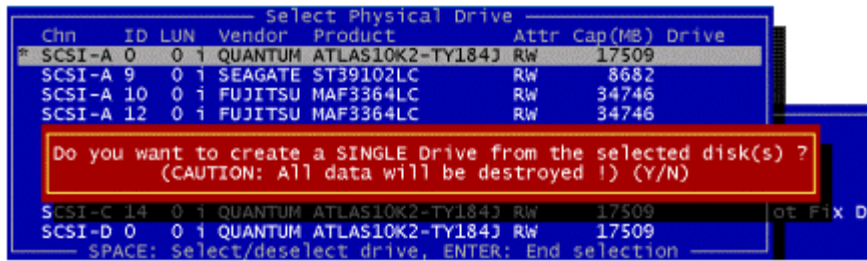 Select Physical Drive
Chn ID LUN Vendor Product Attr Cap(MB) Drive
* SCSI-A 0 0 i QUANTUM ATLAS10K2-TY184J RW 17509
SCSI-A 9 0 i SEAGATE ST39102LC RW 8682
SCSI-A 10 0 i FUJITSU MAF3364LC RW 34746
SCSI-A 12 0 i FUJITSU MAF3364LC RW 34746
Do you want to create a SINGLE Drive from the selected disk(s) ?
(CAUTION: All data will be destroyed !) (Y/N)
SCSI-C 14 0 i QUANTUM ATLAS10K2-TY184J RW 17509 ot Fix D
SCSI-D 0 0 i QUANTUM ATLAS10K2-TY184J RW 17509
SPACE: Select/deselect drive, ENTER: End selection